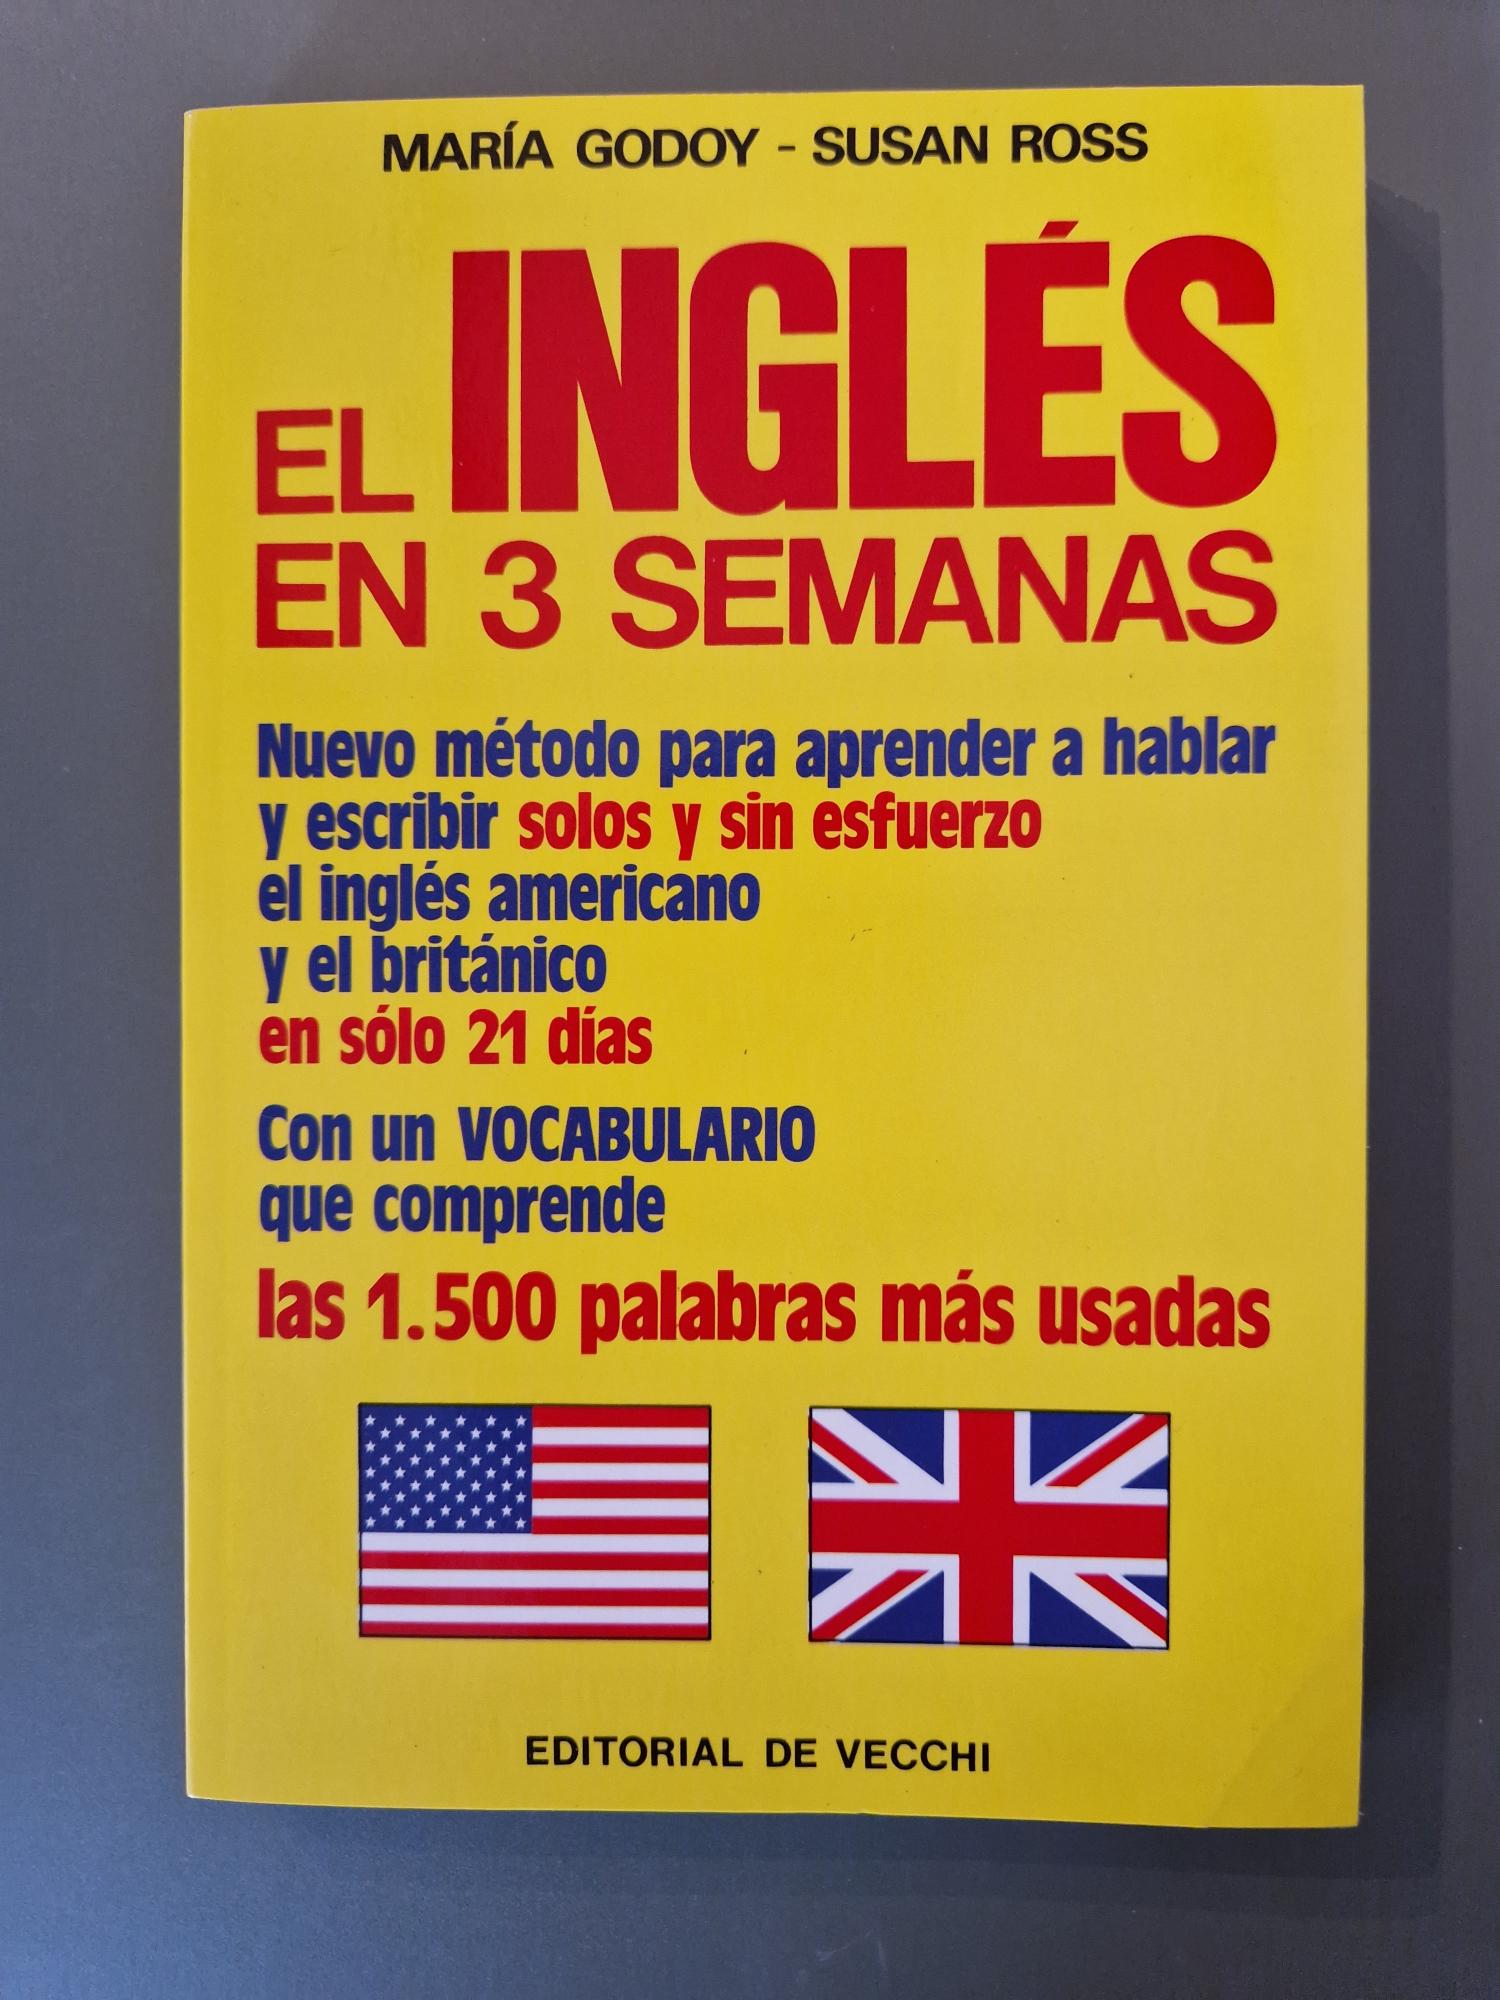 MARÍA GODOY - SUSAN ROSS
EL INGLÉS
EN 3 SEMANAS
Nuevo método para aprender a hablar
y escribir solos y sin esfuerzo
el inglés americano
y el británico
en sólo 21 días
Con un VOCABULARIO
que comprende
las 1.500 palabras más usadas
EDITORIAL DE VECCHI